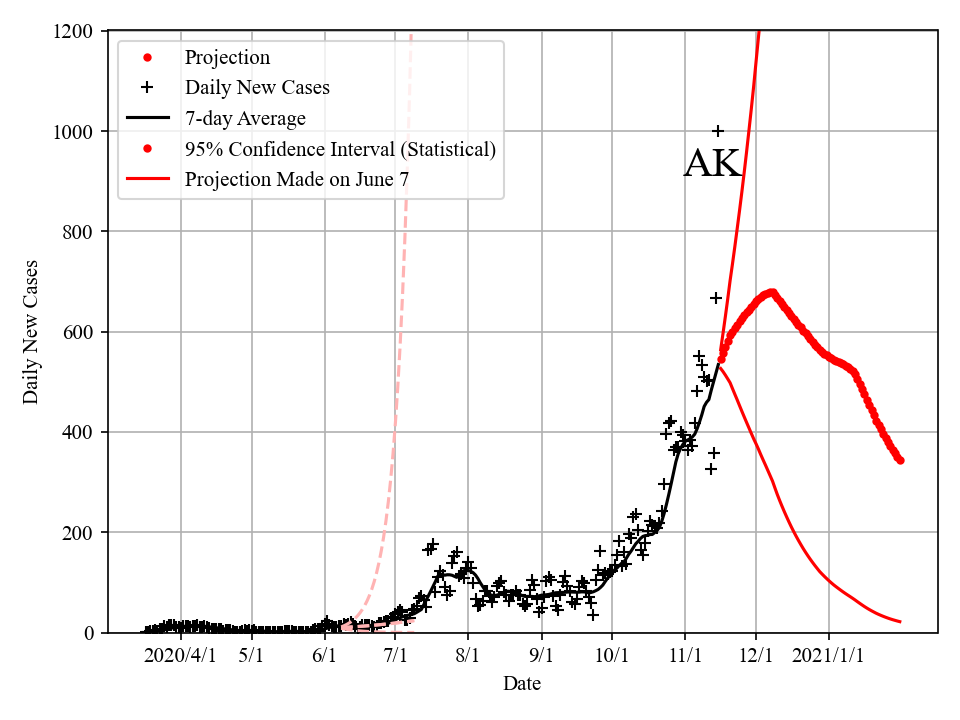 1200
1000
800
600
400
200
0
Daily New Cases
Projection
Daily New Cases
7-day Average
95% Confidence Interval (Statistical)
Projection Made on June 7
AK
2020/4/1 5/1 6/1 7/1 8/1 9/1 10/1 11/1 12/1 2021/1/1
Date